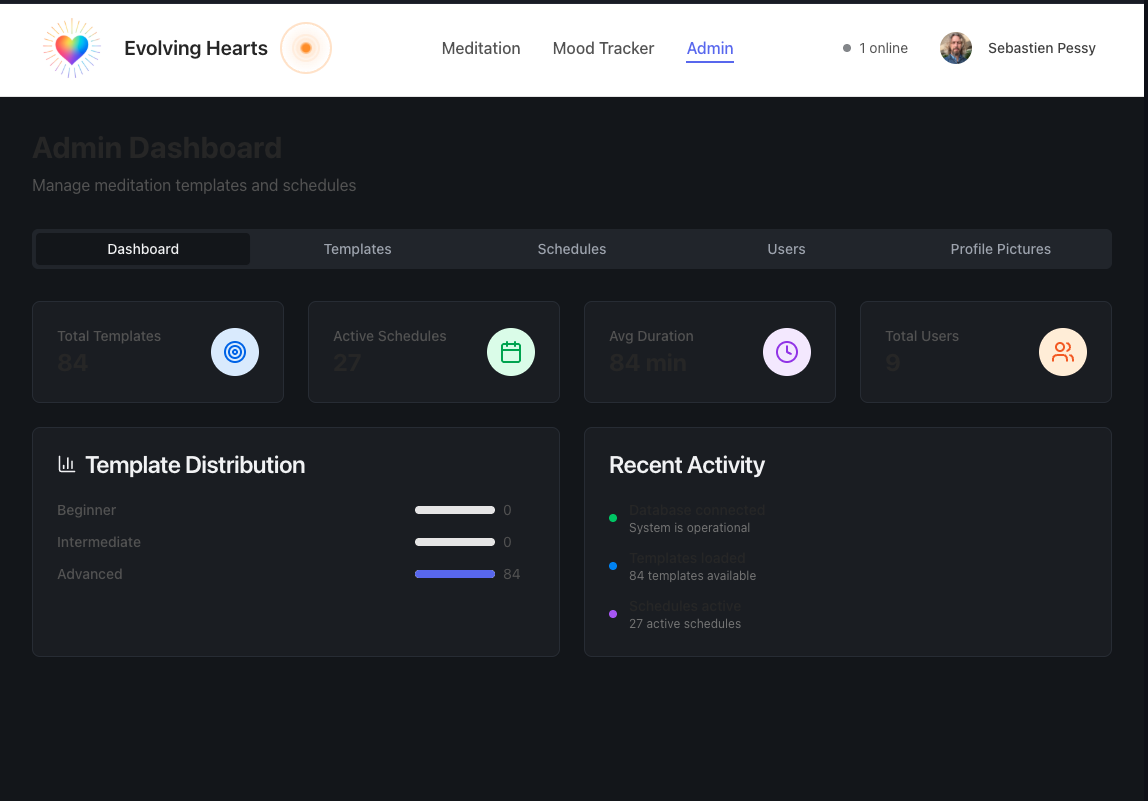 Evolving Hearts
Meditation
Mood Tracker
Admin
1 online
Sebastien Pessy
Admin Dashboard
Manage meditation templates and schedules
Dashboard
Templates
Schedules
Users
Profile Pictures
Total Templates
84
Active Schedules
27
Avg Duration
84 min
Total Users
9
Template Distribution
Beginner 0
Intermediate 0
Advanced 84
Recent Activity
Database connected
System is operational
Templates loaded
84 templates available
Schedules active
27 active schedules